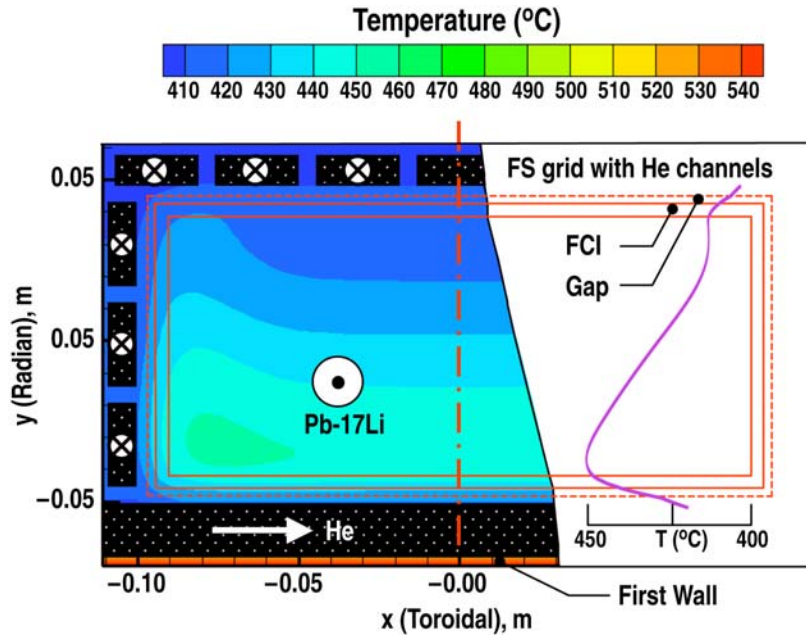 Temperature (ºC)
410 420 430 440 450 460 470 480 490 500 510 520 530 540
0.05
FS grid with He channels
FCI
Gap
0.05
y (Radian), m
Pb-17Li
−0.05
He
450 T (ºC) 400
−0.10 −0.05 −0.00
First Wall
x (Toroidal), m